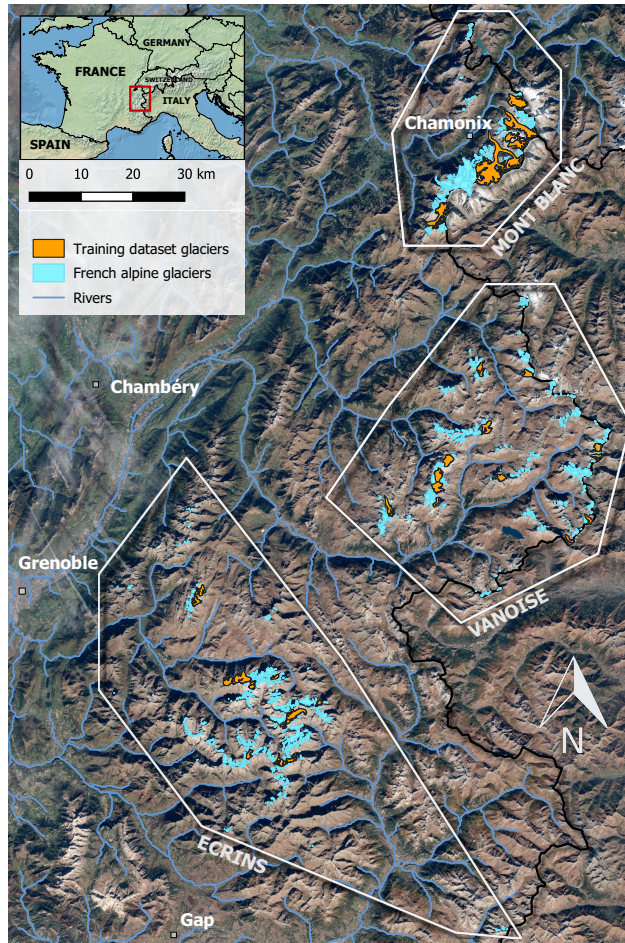 GERMANY
FRANCE
SWITZERLAND
ITALY
SPAIN
0 10 20 30 km
Training dataset glaciers
French alpine glaciers
Rivers
Chamonix
MONT BLANC
Chambéry
Grenoble
VANOISE
N
ECRINS
Gap